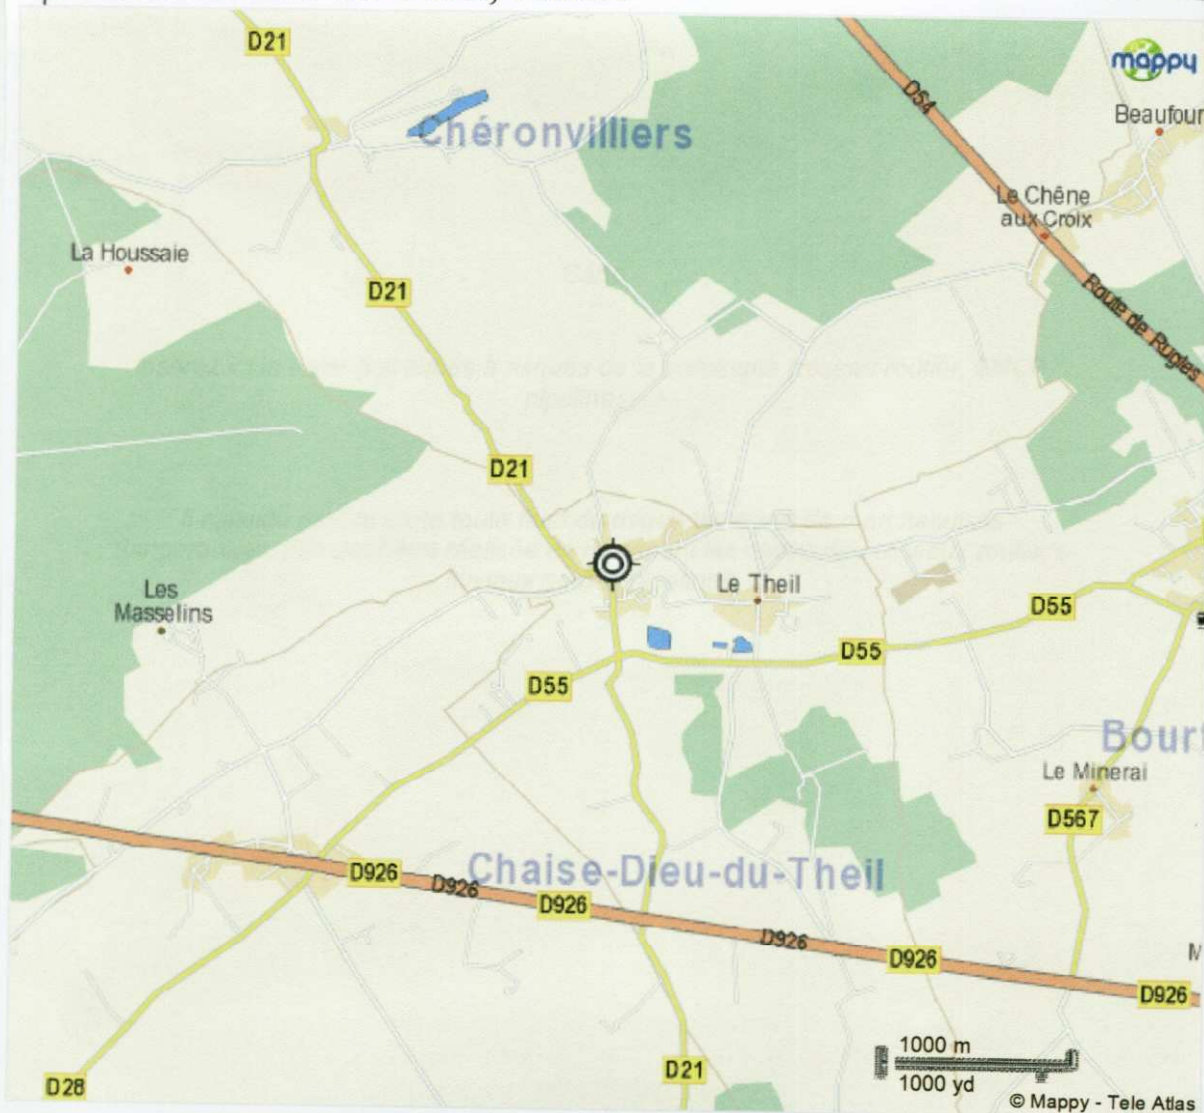 D21
mappy
D54
Beaufour
Chéronvilliers
Le Chêne
aux Croix
La Houssaie
D21
Route de Rugles
D21
Les
Masselins
Le Theil
D55
D55
D55
Bour
Le Minerai
D567
D926
D926
Chaise-Dieu-du-Theil
D926
D926
D926
D926
1000 m
1000 yd
D21
D28
© Mappy - Tele Atlas